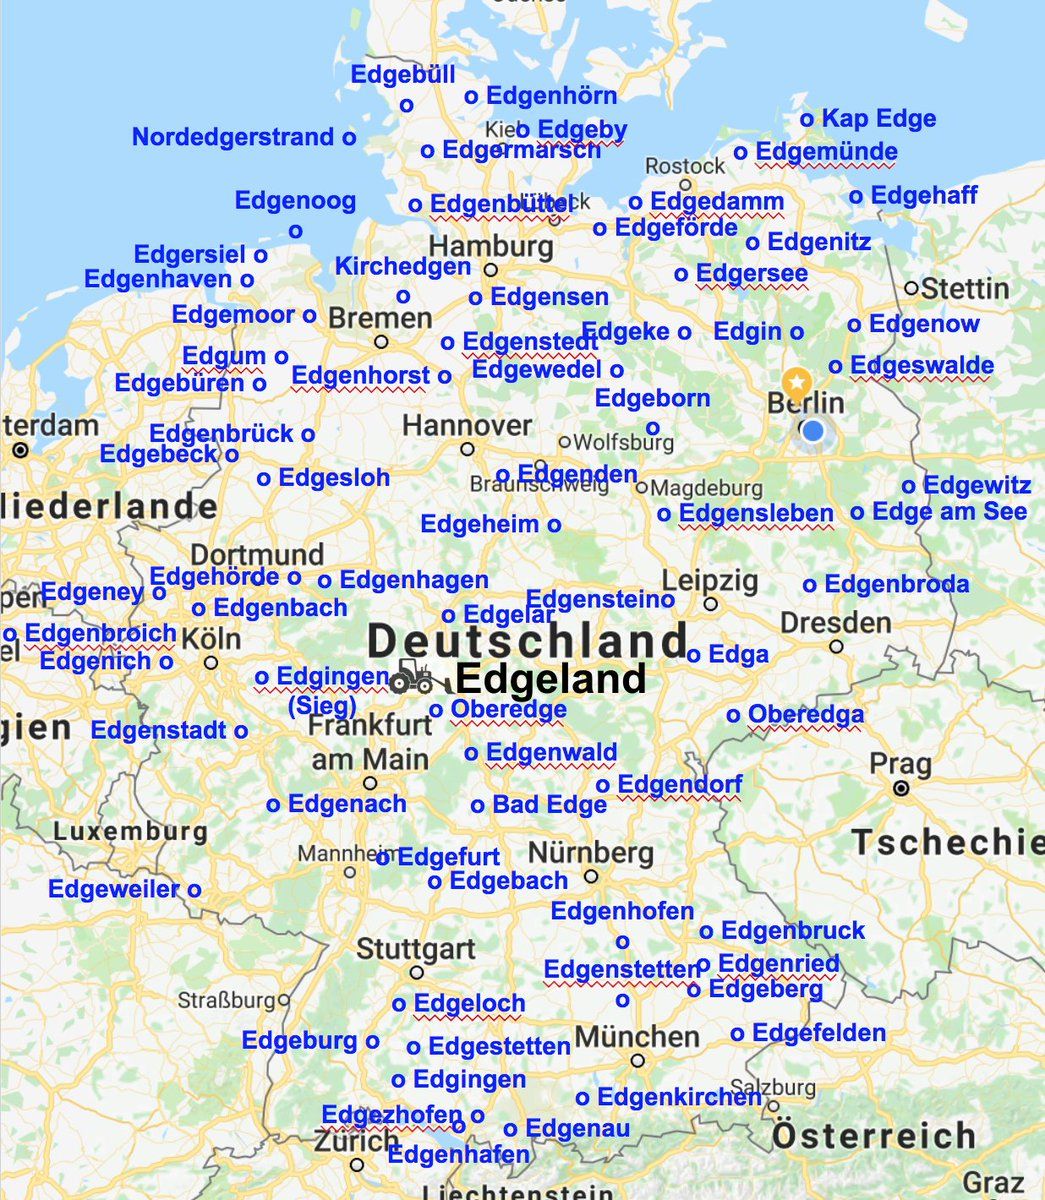 Edgebüll
o Edgenhörn
Kap Edge
Nordedgerstrand o
Kiel
o Edgeby
o Edgermarsch
o Edgemünde
Rostock
Edgenoog
o Edgenbüttel
o Edgedamm
o Edgehaff
o Edgeförde
Hamburg
o Edgenitz
Edgersiel o
Kirchedgen
o Edgersee
Edgenhaven o
Stettin
o Edgensen
Edgemoor o
Bremen
o Edgenow
Edgeke o
Edgin o
o Edgenstedt
Edgum o
Edgewedel o
o Edgeswalde
Edgenhorst o
Edgebüren o
Edgeborn
Berlin
terdam
Hannover
Edgenbrück o
Wolfsburg
Edgebeck o
o Edgesloh
o Edgenden
Braunschweig
Magdeburg
o Edgewitz
Niederlande
o Edgensleben
o Edge am See
Edgeheim o
Dortmund
Edgehörde o
o Edgenhagen
Leipzig
o Edgenbroda
Edgeney o
Edgensteino
o Edgenbach
o Edgelar
Dresden
o Edgenbroich
Köln
Deutschland
o Edga
Edgenich o
o Edgingen
(Sieg)
Edgeland
o Oberedge
o Oberedga
Frankfurt
am Main
gien
Edgenstadt o
o Edgenwald
Prag
o Edgendorf
o Edgenach
o Bad Edge
Luxemburg
Tschechie
Mannheim
o Edgefurt
Nürnberg
o Edgebach
Edgeweiler o
Edgenhofen
o Edgenbruck
Stuttgart
Edgenstetten
o Edgenried
o Edgeberg
Straßburg
o Edgeloch
o Edgefelden
Edgeburg o
München
o Edgestetten
o Edgingen
Salzburg
o Edgenkirchen
Edgezhofen o
o Edgenau
Österreich
Zürich
Edgenhafen
Graz
Liechtenstein